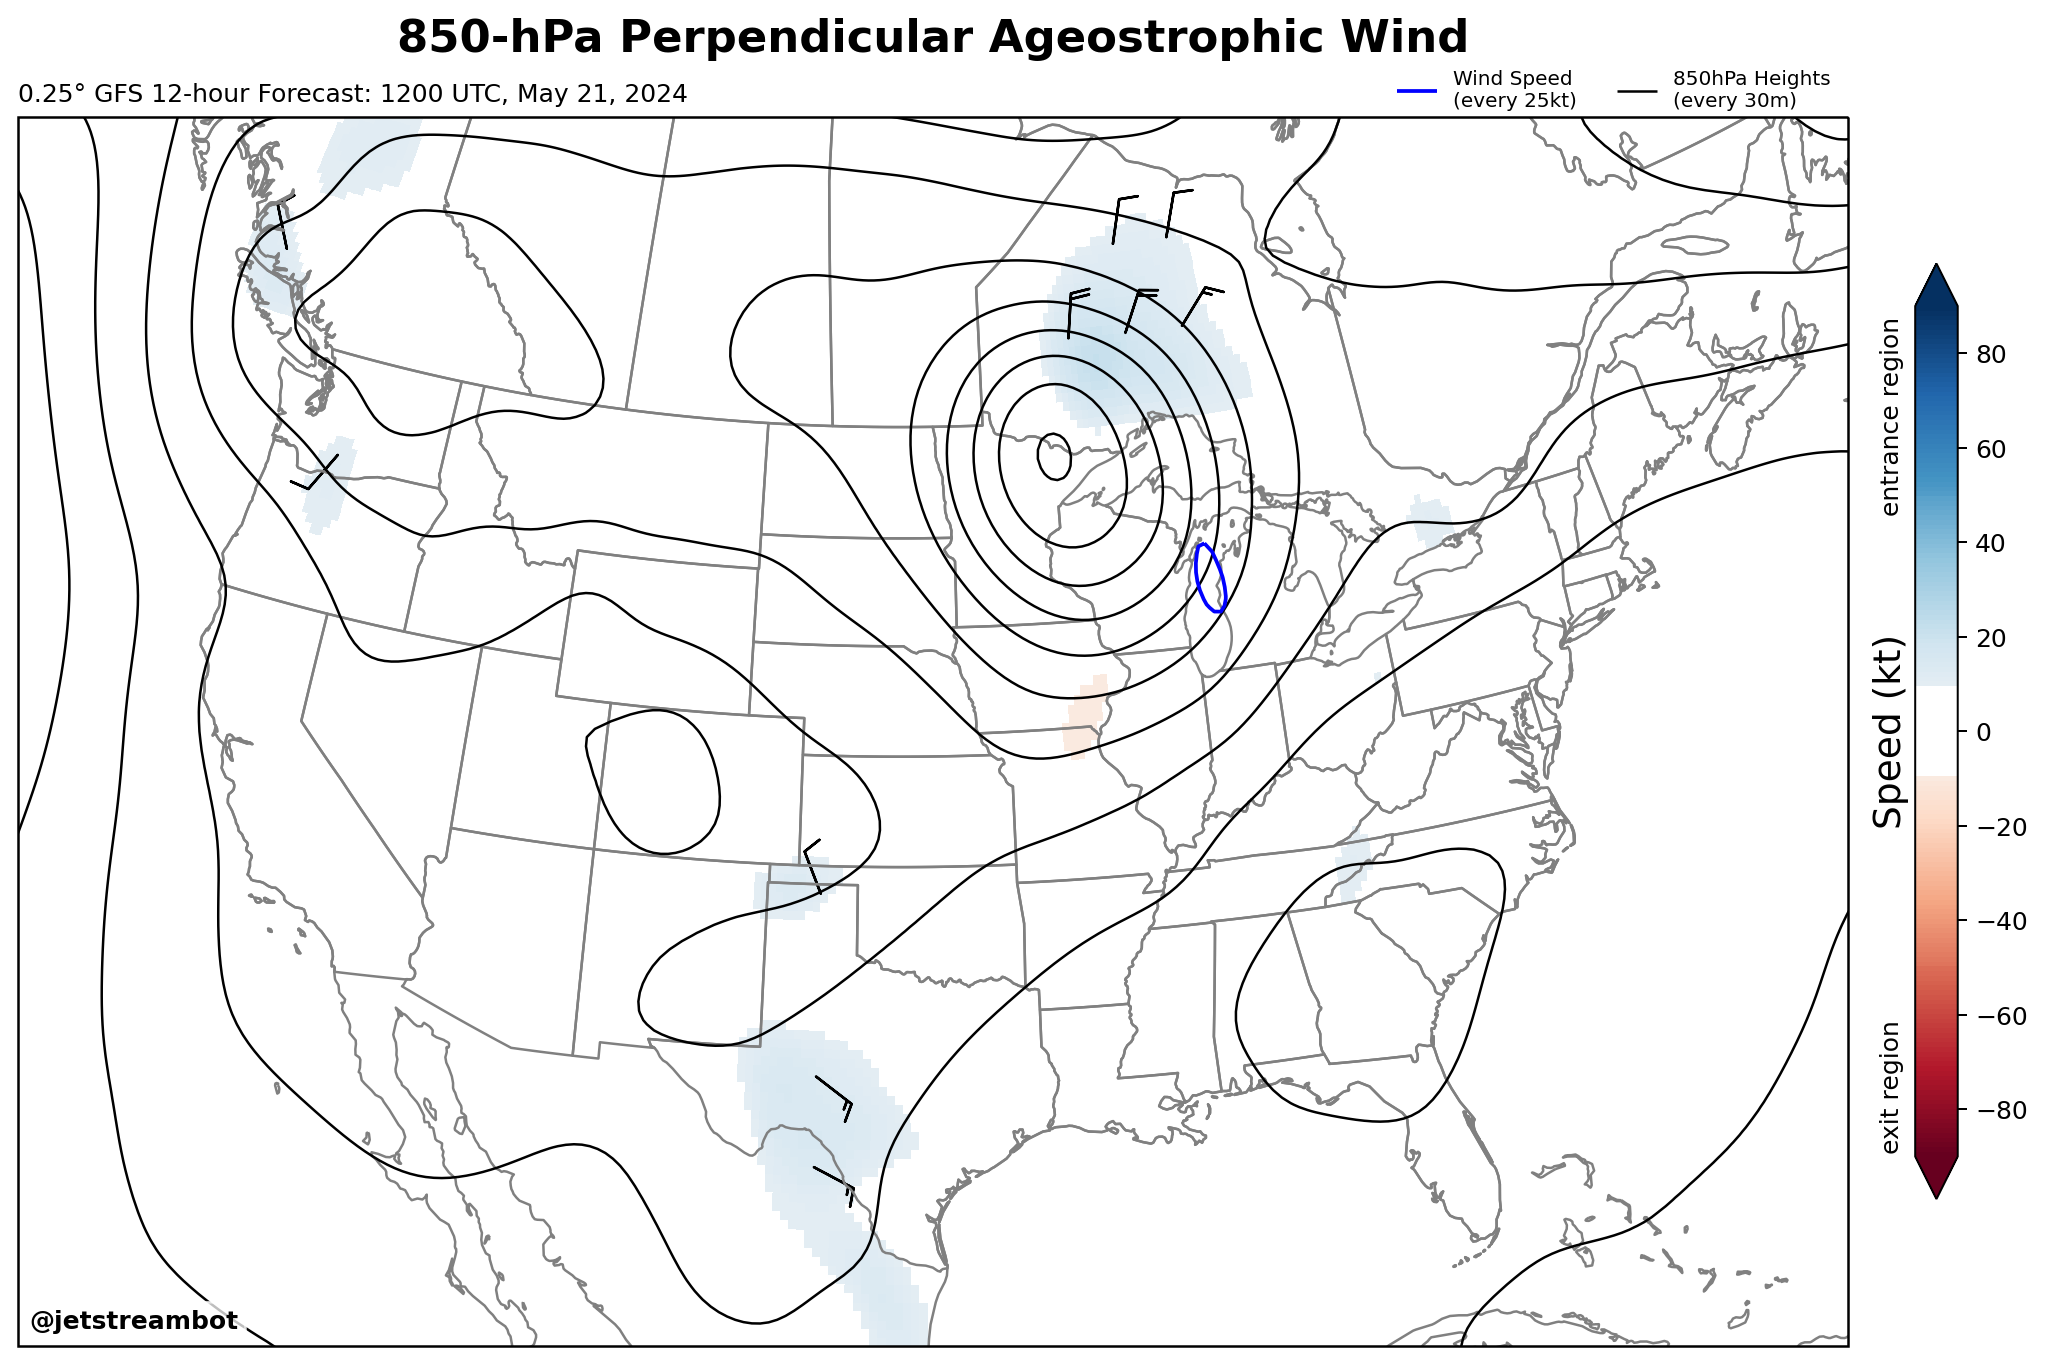 850-hPa Perpendicular Ageostrophic Wind
0.25° GFS 12-hour Forecast: 1200 UTC, May 21, 2024
Wind Speed
(every 25kt)
850hPa Heights
(every 30m)
entrance region
Speed (kt)
exit region
80
60
40
20
0
−20
−40
−60
−80
@jetstreambot